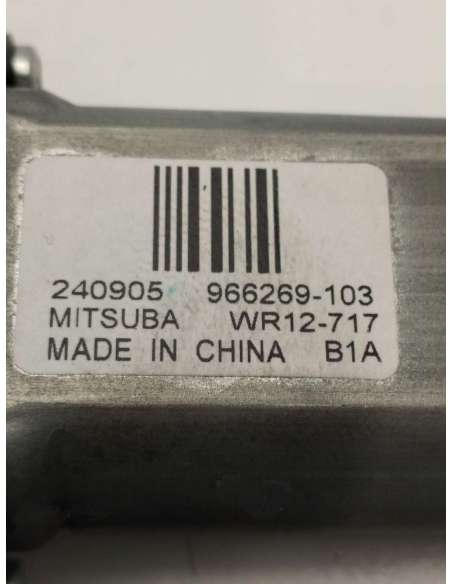 240905 966269-103
MITSUBA WR12-717
MADE IN CHINA B1A